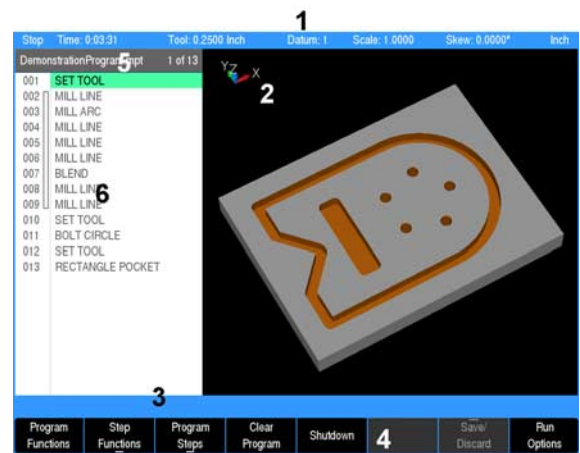 1
Stop Time: 0:03:31 Tool: 0.2500 Inch Datum: 1 Scale: 1.0000 Skew: 0.0000° Inch
5
1 of 13
Y Z X
2
001 SET TOOL
002 MILL LINE
003 MILL ARC
004 MILL LINE
005 MILL LINE
006 MILL LINE
007 BLEND
008 MILL LINE
6
009 MILL LINE
010 SET TOOL
011 BOLT CIRCLE
012 SET TOOL
013 RECTANGLE POCKET
3
Program Functions Step Functions Program Steps Clear Program Shutdown 4 Save/ Discard Run Options